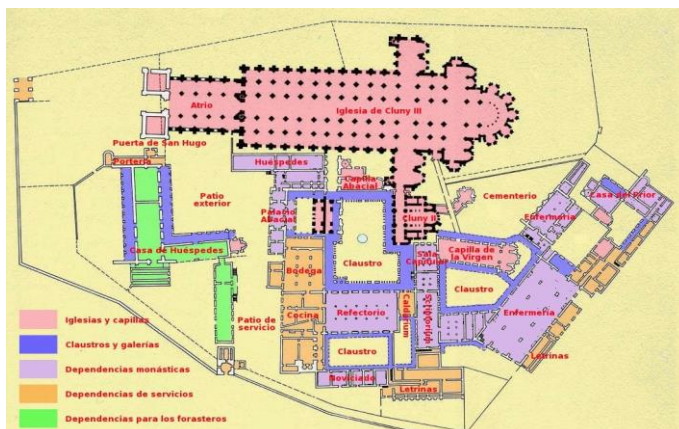 Atrio
Iglesia de Cluny III
Puerta de San Hugo
Portería
Huéspedes
Capilla
Abacial
Patio
exterior
Palacio
Abacial
Cluny II
Cementerio
Enfermería
Casa del Prior
Casa de Huéspedes
Bodega
Claustro
Sala
Capitular
Capilla de
la Virgen
Claustro
Patio de
servicio
Cocina
Refectorio
Calefactorium
Enfermería
Claustro
Letrinas
Noviciado
Letrinas
Iglesias y capillas
Claustros y galerías
Dependencias monásticas
Dependencias de servicios
Dependencias para los forasteros